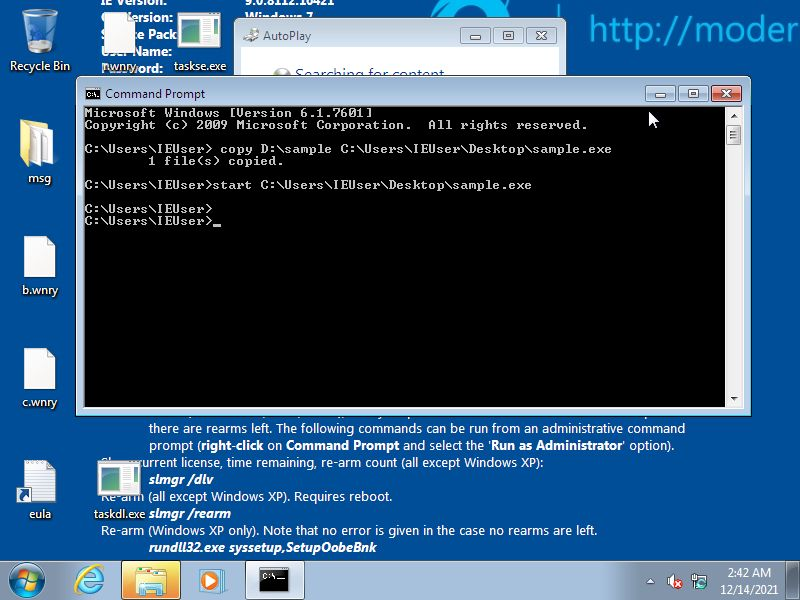 IE Version: 9.0.8112.16421
Windows 7
User Name:
Password:
http://moder
Recycle Bin
taskse.exe
AutoPlay
Searching for content
Command Prompt
Microsoft Windows [Version 6.1.7601]
Copyright (c) 2009 Microsoft Corporation.  All rights reserved.
C:\Users\IEUser> copy D:\sample C:\Users\IEUser\Desktop\sample.exe
1 file(s) copied.
C:\Users\IEUser>start C:\Users\IEUser\Desktop\sample.exe
C:\Users\IEUser>
C:\Users\IEUser>_
msg
b.wnry
c.wnry
eula
taskdl.exe
there are rearms left. The following commands can be run from an administrative command
prompt (right-click on Command Prompt and select the 'Run as Administrator' option).
current license, time remaining, re-arm count (all except Windows XP):
slmgr /dlv
Re-arm (all except Windows XP). Requires reboot.
slmgr /rearm
Re-arm (Windows XP only). Note that no error is given in the case no rearms are left.
rundll32.exe syssetup,SetupOobeBnk
2:42 AM
12/14/2021